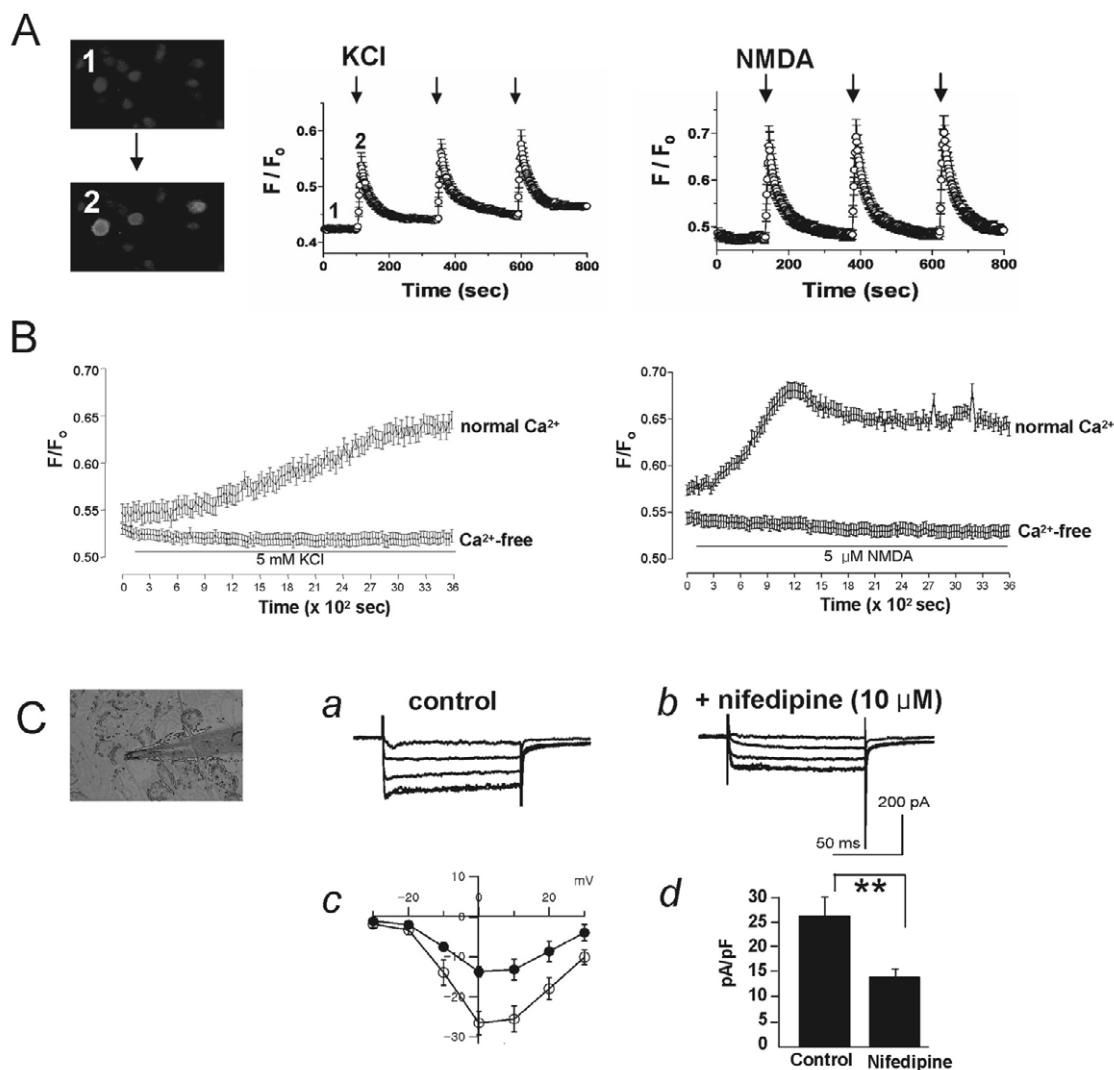 A
1
2
KCl
2
1
F / F₀
0.6
0.5
0.4
0 200 400 600 800
Time (sec)
NMDA
F / F₀
0.7
0.6
0.5
0 200 400 600 800
Time (sec)
B
F/F₀
0.70
0.65
0.60
0.55
0.50
normal Ca²⁺
Ca²⁺-free
5 mM KCl
0 3 6 9 12 15 18 21 24 27 30 33 36
Time (x 10² sec)
F/F₀
0.70
0.65
0.60
0.55
0.50
normal Ca²⁺
Ca²⁺-free
5 µM NMDA
0 3 6 9 12 15 18 21 24 27 30 33 36
Time (x 10² sec)
C
a control
b + nifedipine (10 µM)
200 pA
50 ms
c
mV
-20 0 20
10
0
-10
-20
-30
d
**
pA/pF
30
25
20
15
10
5
0
Control Nifedipine